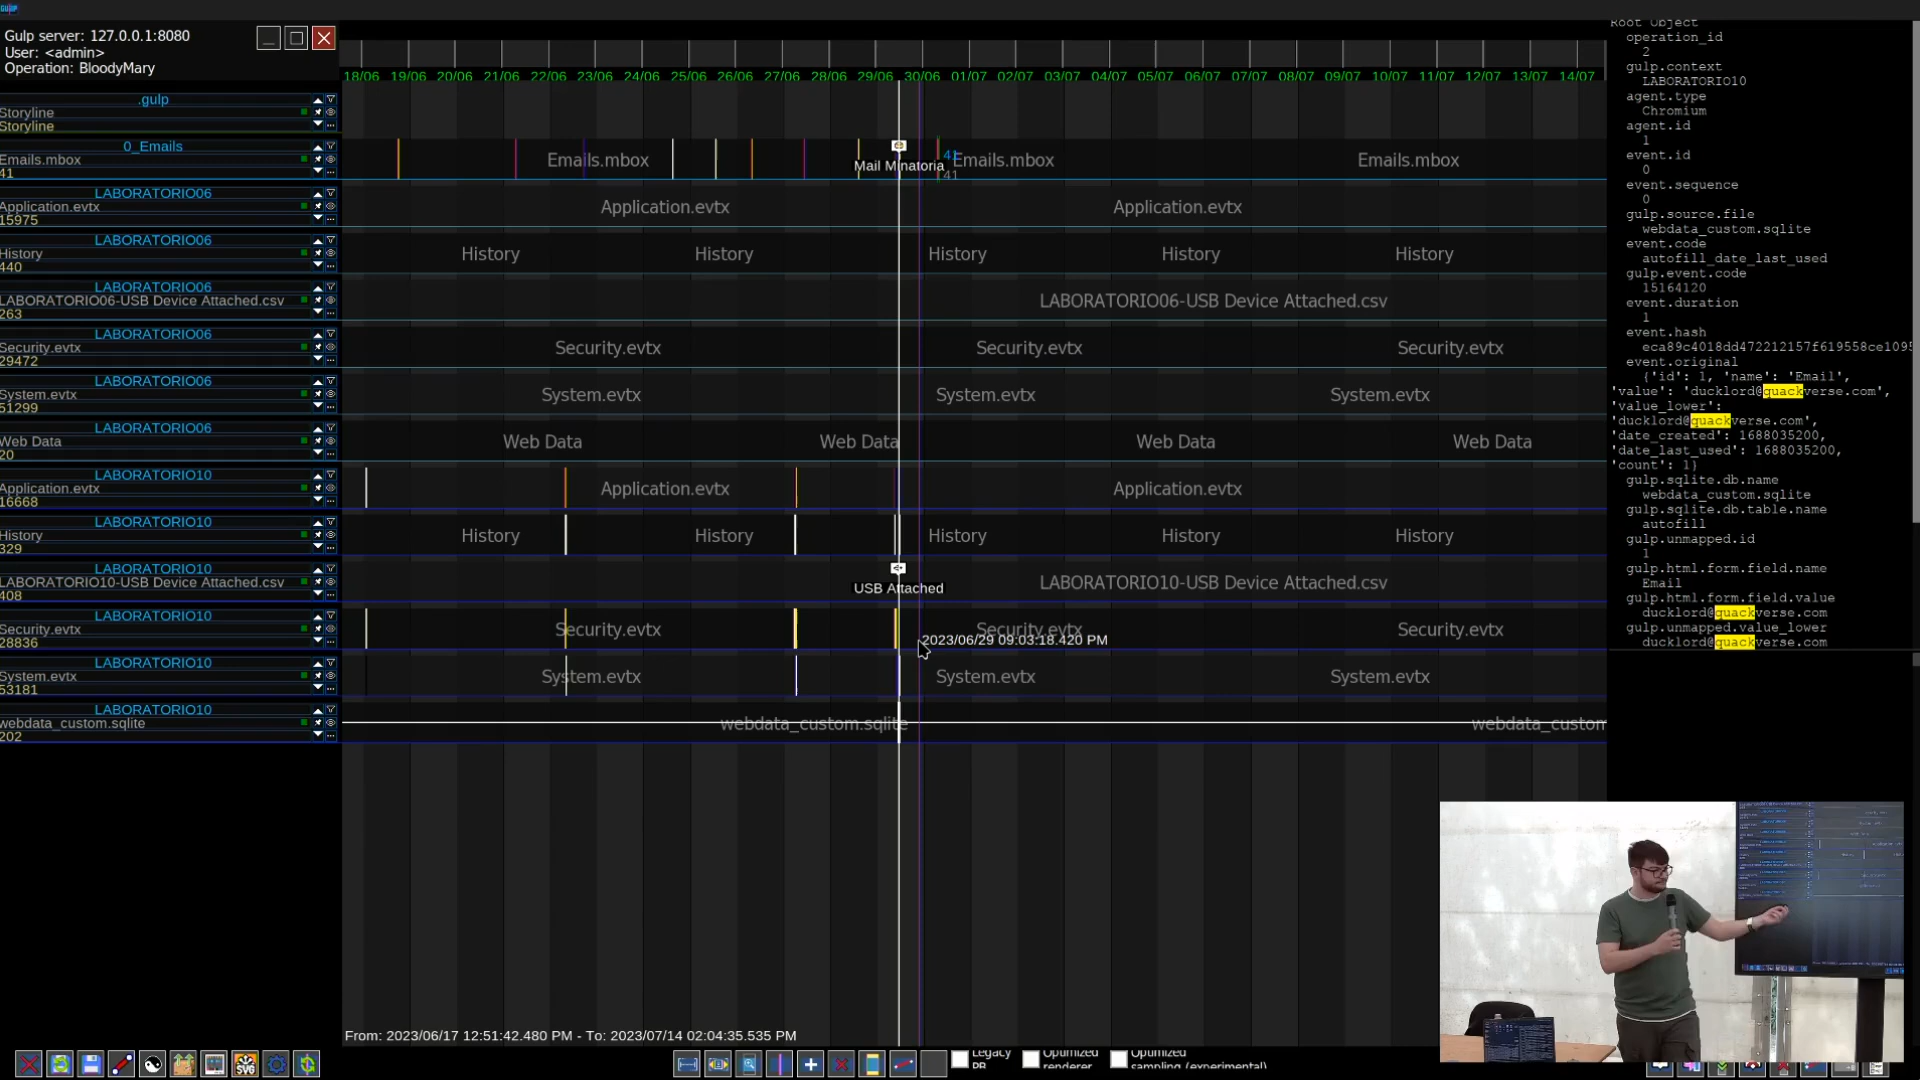 GULP
Gulp server: 127.0.0.1:8080
User: <admin>
Operation: BloodyMary
18/06 19/06 20/06 21/06 22/06 23/06 24/06 25/06 26/06 27/06 28/06 29/06 30/06 01/07 02/07 03/07 04/07 05/07 06/07 07/07 08/07 09/07 10/07 11/07 12/07 13/07 14/07
.gulp
Storyline
Storyline
0_Emails
Emails.mbox
41
Emails.mbox
Mail Minatoria
41
41
Emails.mbox
Emails.mbox
LABORATORIO06
Application.evtx
15975
Application.evtx
Application.evtx
LABORATORIO06
History
440
History
History
History
History
History
LABORATORIO06
LABORATORIO06-USB Device Attached.csv
263
LABORATORIO06-USB Device Attached.csv
LABORATORIO06
Security.evtx
29472
Security.evtx
Security.evtx
Security.evtx
LABORATORIO06
System.evtx
51299
System.evtx
System.evtx
System.evtx
LABORATORIO06
Web Data
20
Web Data
Web Data
Web Data
Web Data
LABORATORIO10
Application.evtx
16668
Application.evtx
Application.evtx
LABORATORIO10
History
329
History
History
History
History
History
LABORATORIO10
LABORATORIO10-USB Device Attached.csv
408
USB Attached
LABORATORIO10-USB Device Attached.csv
LABORATORIO10
Security.evtx
28836
Security.evtx
Security.evtx
Security.evtx
2023/06/29 09:03:18.420 PM
LABORATORIO10
System.evtx
53181
System.evtx
System.evtx
System.evtx
LABORATORIO10
webdata_custom.sqlite
202
webdata_custom.sqlite
webdata_custom
From: 2023/06/17 12:51:42.480 PM - To: 2023/07/14 02:04:35.535 PM
SVG
Legacy
PB
Optimized
renderer
Optimized
sampling (experimental)
Root Object
operation_id
2
gulp.context
LABORATORIO10
agent.type
Chromium
agent.id
1
event.id
0
event.sequence
0
gulp.source.file
webdata_custom.sqlite
event.code
autofill_date_last_used
gulp.event.code
15164120
event.duration
1
event.hash
eca89c4018dd472212157f619558ce1095
event.original
{'id': 1, 'name': 'Email',
'value': 'ducklord@quackverse.com',
'value_lower':
'ducklord@quackverse.com',
'date_created': 1688035200,
'date_last_used': 1688035200,
'count': 1}
gulp.sqlite.db.name
webdata_custom.sqlite
gulp.sqlite.db.table.name
autofill
gulp.unmapped.id
1
gulp.html.form.field.name
Email
gulp.html.form.field.value
ducklord@quackverse.com
gulp.unmapped.value_lower
ducklord@quackverse.com